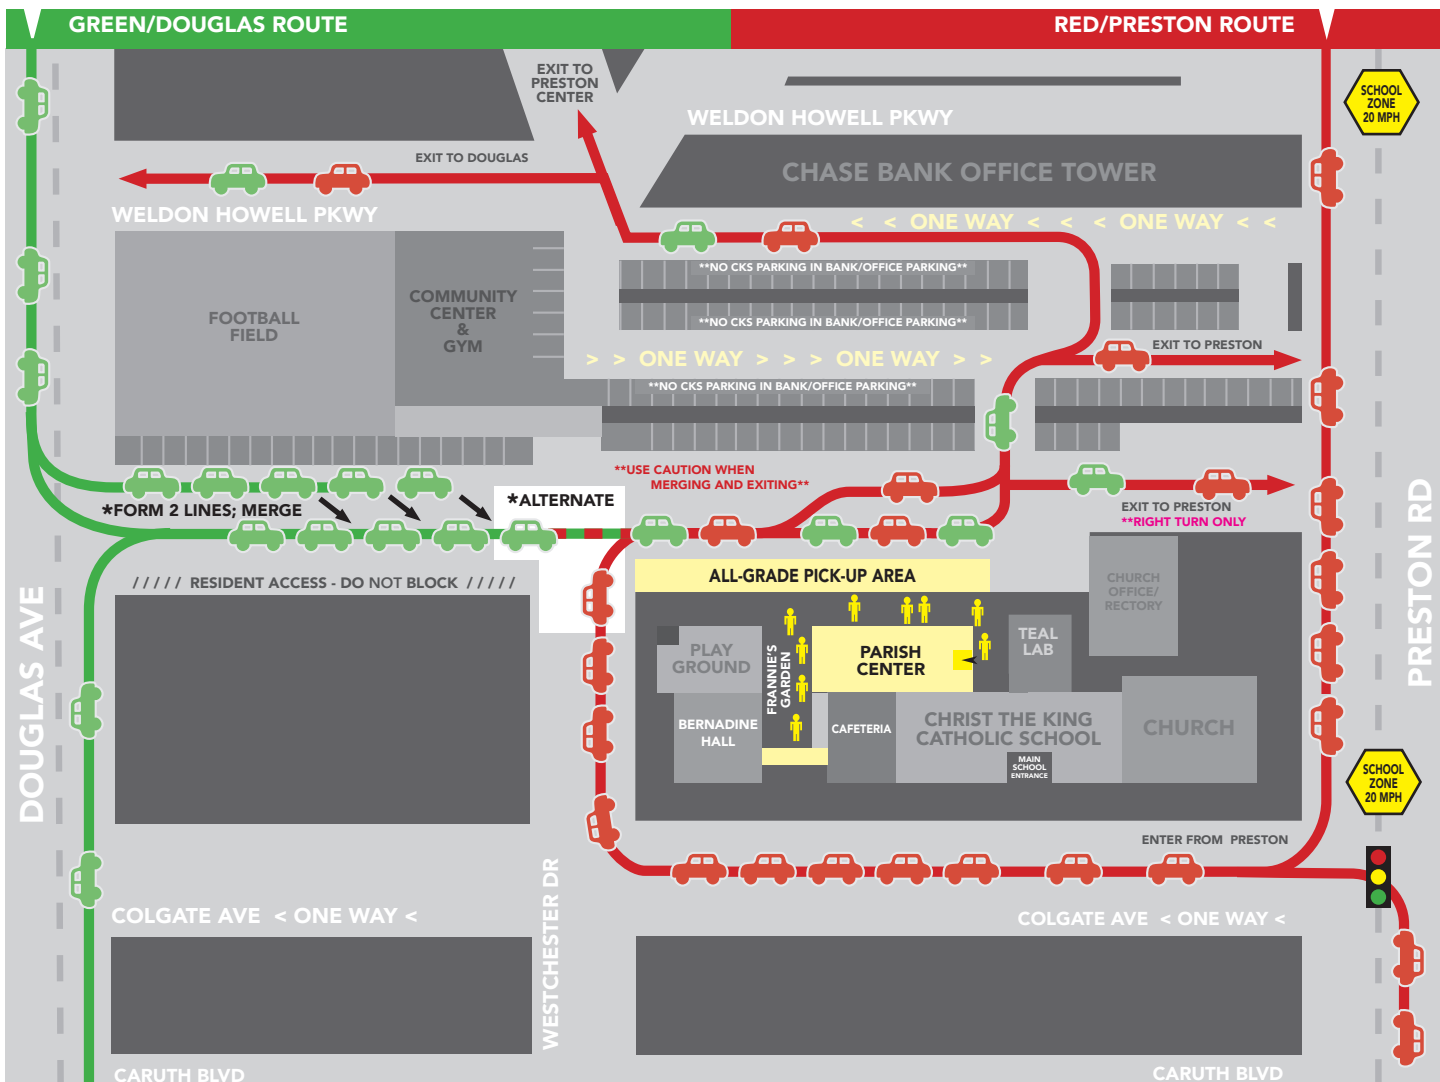 GREEN/DOUGLAS ROUTE
RED/PRESTON ROUTE
EXIT TO
PRESTON
CENTER
SCHOOL
ZONE
20 MPH
WELDON HOWELL PKWY
EXIT TO DOUGLAS
CHASE BANK OFFICE TOWER
WELDON HOWELL PKWY
< < ONE WAY < < < ONE WAY < <
**NO CKS PARKING IN BANK/OFFICE PARKING**
FOOTBALL
FIELD
COMMUNITY
CENTER
&
GYM
**NO CKS PARKING IN BANK/OFFICE PARKING**
EXIT TO PRESTON
> > ONE WAY > > > ONE WAY > >
**NO CKS PARKING IN BANK/OFFICE PARKING**
**USE CAUTION WHEN
MERGING AND EXITING**
*ALTERNATE
*FORM 2 LINES; MERGE
EXIT TO PRESTON
**RIGHT TURN ONLY
///// RESIDENT ACCESS - DO NOT BLOCK /////
ALL-GRADE PICK-UP AREA
CHURCH
OFFICE/
RECTORY
DOUGLAS AVE
PRESTON RD
PLAY
GROUND
FRANNIE'S
GARDEN
PARISH
CENTER
TEAL
LAB
BERNADINE
HALL
CAFETERIA
CHRIST THE KING
CATHOLIC SCHOOL
CHURCH
MAIN
SCHOOL
ENTRANCE
SCHOOL
ZONE
20 MPH
ENTER FROM PRESTON
WESTCHESTER DR
COLGATE AVE < ONE WAY <
COLGATE AVE < ONE WAY <
CARUTH BLVD
CARUTH BLVD